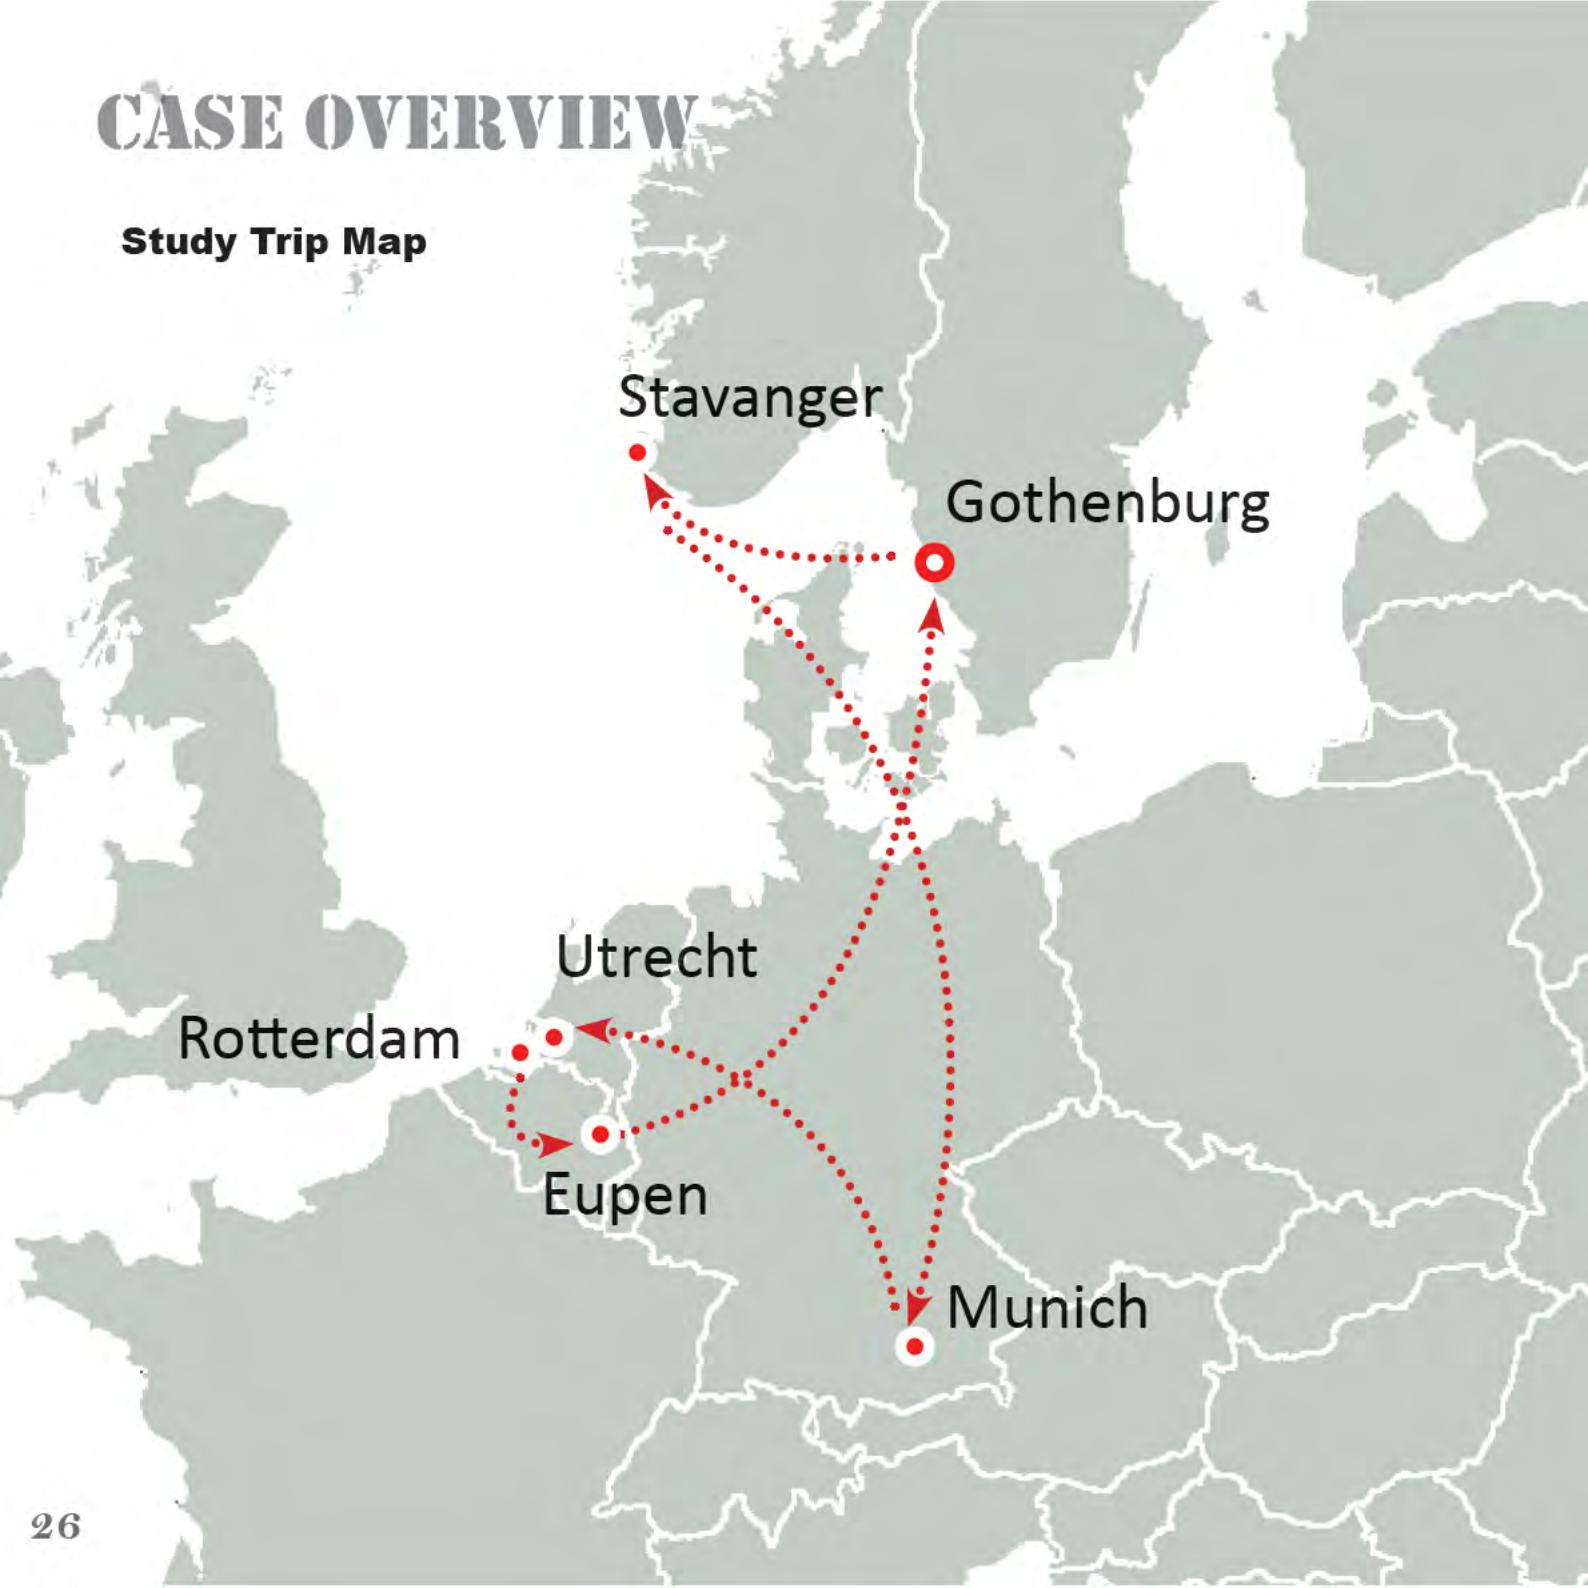 CASE OVERVIEW
Study Trip Map
Stavanger
Gothenburg
Utrecht
Rotterdam
Eupen
Munich
26